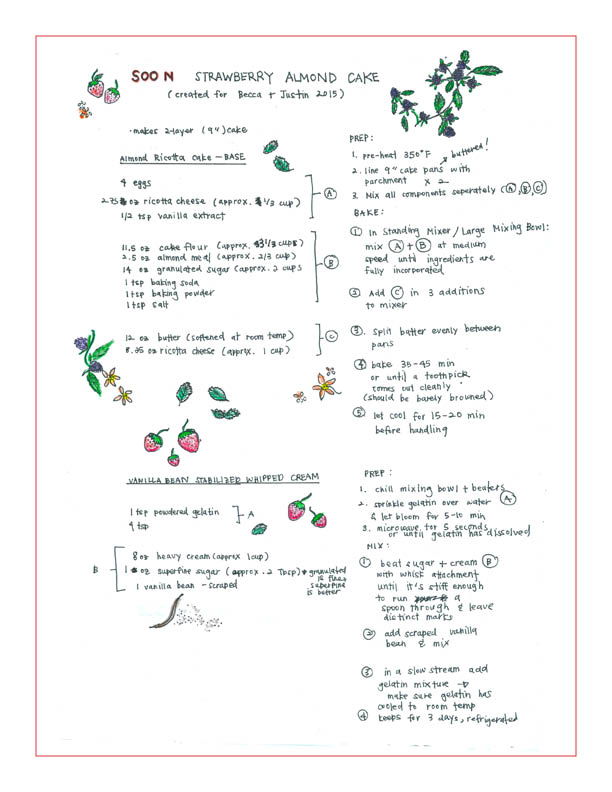 SOON STRAWBERRY ALMOND CAKE
(created for Becca + Justin 2015)
·makes 2-layer (9") cake
Almond Ricotta Cake - BASE
4 eggs
oz ricotta cheese (approx. 1/3 cup)
1/2 tsp vanilla extract
A
11.5 oz cake flour (approx. 3 1/3 cups)
2.5 oz almond meal (approx. 2/3 cup)
14 oz granulated sugar (approx. 2 cups
1 tsp baking soda
1 tsp baking powder
1 tsp salt
B
12 oz butter (softened at room temp)
8.25 oz ricotta cheese (approx. 1 cup)
C
PREP:
1. pre-heat 350°F
buttered!
2. line 9" cake pans with
parchment x 2
3. Mix all components seperately (A, B, C)
BAKE:
1 In Standing Mixer / Large Mixing Bowl:
mix A + B at medium
speed until ingredients are
fully incorporated
2 Add C in 3 additions
to mixer
3. split batter evenly between
pans
4 bake 35-45 min
or until a toothpick
comes out cleanly
(should be barely browned)
5 let cool for 15-20 min
before handling
VANILLA BEAN STABILIZED WHIPPED CREAM
1 tsp powdered gelatin
4 tsp
A
B
8 oz heavy cream (approx 1 cup)
1 oz superfine sugar (approx. 2 Tbsp) * granulated
is fine,
superfine
is better
1 vanilla bean - scraped
PREP:
1. chill mixing bowl + beaters
2. sprinkle gelatin over water A
& let bloom for 5-10 min
3. microwave for 5 seconds
or until gelatin has dissolved
MIX:
1 beat sugar + cream B
with whisk attachment
until it's stiff enough
to run a
spoon through & leave
distinct marks
2 add scraped vanilla
bean & mix
3 in a slow stream add
gelatin mixture →
make sure gelatin has
cooled to room temp
4 keeps for 3 days, refrigerated